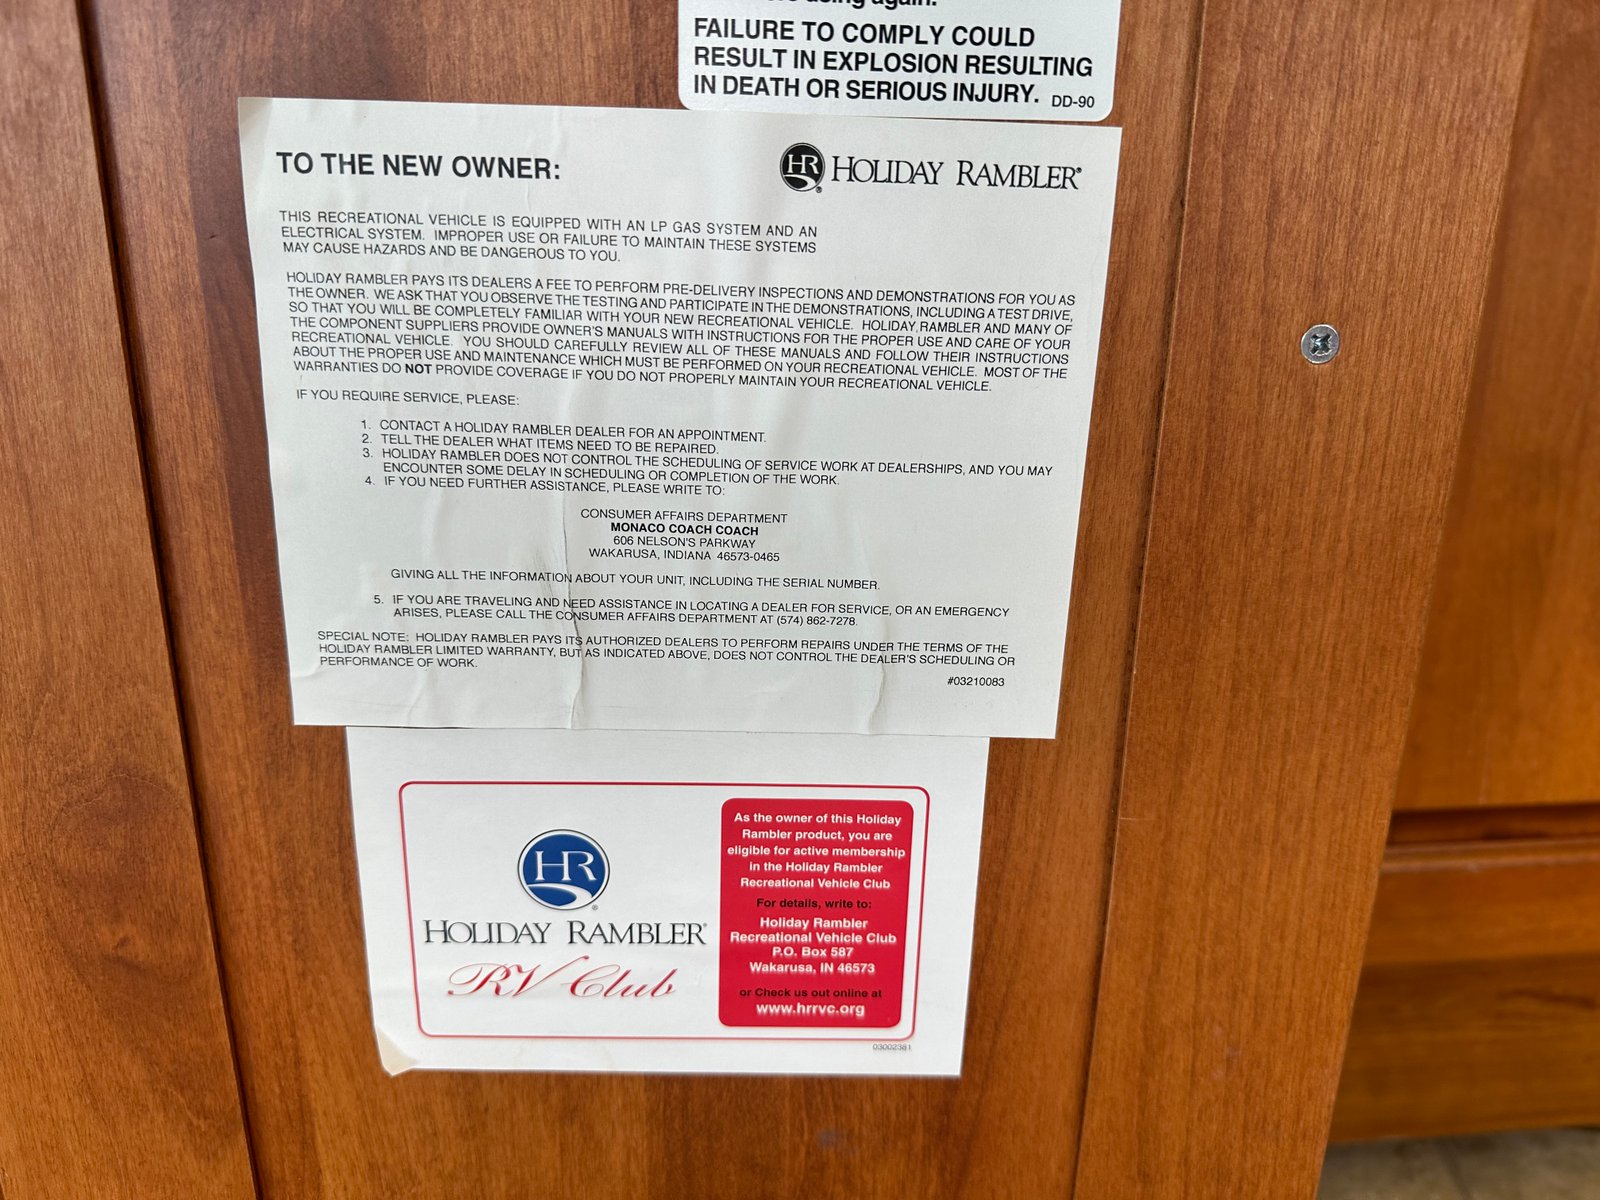 using again.
FAILURE TO COMPLY COULD
RESULT IN EXPLOSION RESULTING
IN DEATH OR SERIOUS INJURY. DD-90
TO THE NEW OWNER:
HR HOLIDAY RAMBLER®
THIS RECREATIONAL VEHICLE IS EQUIPPED WITH AN LP GAS SYSTEM AND AN
ELECTRICAL SYSTEM. IMPROPER USE OR FAILURE TO MAINTAIN THESE SYSTEMS
MAY CAUSE HAZARDS AND BE DANGEROUS TO YOU.
HOLIDAY RAMBLER PAYS ITS DEALERS A FEE TO PERFORM PRE-DELIVERY INSPECTIONS AND DEMONSTRATIONS FOR YOU AS
THE OWNER. WE ASK THAT YOU OBSERVE THE TESTING AND PARTICIPATE IN THE DEMONSTRATIONS, INCLUDING A TEST DRIVE,
SO THAT YOU WILL BE COMPLETELY FAMILIAR WITH YOUR NEW RECREATIONAL VEHICLE. HOLIDAY RAMBLER AND MANY OF
THE COMPONENT SUPPLIERS PROVIDE OWNER'S MANUALS WITH INSTRUCTIONS FOR THE PROPER USE AND CARE OF YOUR
RECREATIONAL VEHICLE. YOU SHOULD CAREFULLY REVIEW ALL OF THESE MANUALS AND FOLLOW THEIR INSTRUCTIONS
ABOUT THE PROPER USE AND MAINTENANCE WHICH MUST BE PERFORMED ON YOUR RECREATIONAL VEHICLE. MOST OF THE
WARRANTIES DO NOT PROVIDE COVERAGE IF YOU DO NOT PROPERLY MAINTAIN YOUR RECREATIONAL VEHICLE.
IF YOU REQUIRE SERVICE, PLEASE:
1. CONTACT A HOLIDAY RAMBLER DEALER FOR AN APPOINTMENT.
2. TELL THE DEALER WHAT ITEMS NEED TO BE REPAIRED.
3. HOLIDAY RAMBLER DOES NOT CONTROL THE SCHEDULING OF SERVICE WORK AT DEALERSHIPS, AND YOU MAY
ENCOUNTER SOME DELAY IN SCHEDULING OR COMPLETION OF THE WORK.
4. IF YOU NEED FURTHER ASSISTANCE, PLEASE WRITE TO:
CONSUMER AFFAIRS DEPARTMENT
MONACO COACH COACH
606 NELSON'S PARKWAY
WAKARUSA, INDIANA 46573-0465
GIVING ALL THE INFORMATION ABOUT YOUR UNIT, INCLUDING THE SERIAL NUMBER.
5. IF YOU ARE TRAVELING AND NEED ASSISTANCE IN LOCATING A DEALER FOR SERVICE, OR AN EMERGENCY
ARISES, PLEASE CALL THE CONSUMER AFFAIRS DEPARTMENT AT (574) 862-7278.
SPECIAL NOTE: HOLIDAY RAMBLER PAYS ITS AUTHORIZED DEALERS TO PERFORM REPAIRS UNDER THE TERMS OF THE
HOLIDAY RAMBLER LIMITED WARRANTY, BUT AS INDICATED ABOVE, DOES NOT CONTROL THE DEALER'S SCHEDULING OR
PERFORMANCE OF WORK.
#03210083
HR
HOLIDAY RAMBLER®
RV Club
As the owner of this Holiday
Rambler product, you are
eligible for active membership
in the Holiday Rambler
Recreational Vehicle Club
For details, write to:
Holiday Rambler
Recreational Vehicle Club
P.O. Box 587
Wakarusa, IN 46573
or Check us out online at
www.hrrvc.org
03002381